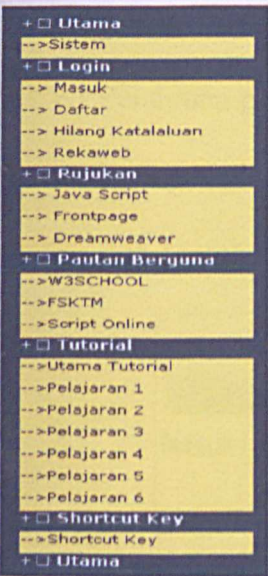 + □ Utama
-->Sistem
+ □ Login
--> Masuk
--> Daftar
--> Hilang Katalaluan
--> Rekaweb
+ □ Rujukan
--> Java Script
--> Frontpage
--> Dreamweaver
+ □ Pautan Berguna
-->W3SCHOOL
-->FSKTM
-->Script Online
+ □ Tutorial
-->Utama Tutorial
-->Pelajaran 1
-->Pelajaran 2
-->Pelajaran 3
-->Pelajaran 4
-->Pelajaran 5
-->Pelajaran 6
+ □ Shortcut Key
-->Shortcut Key
+ □ Utama